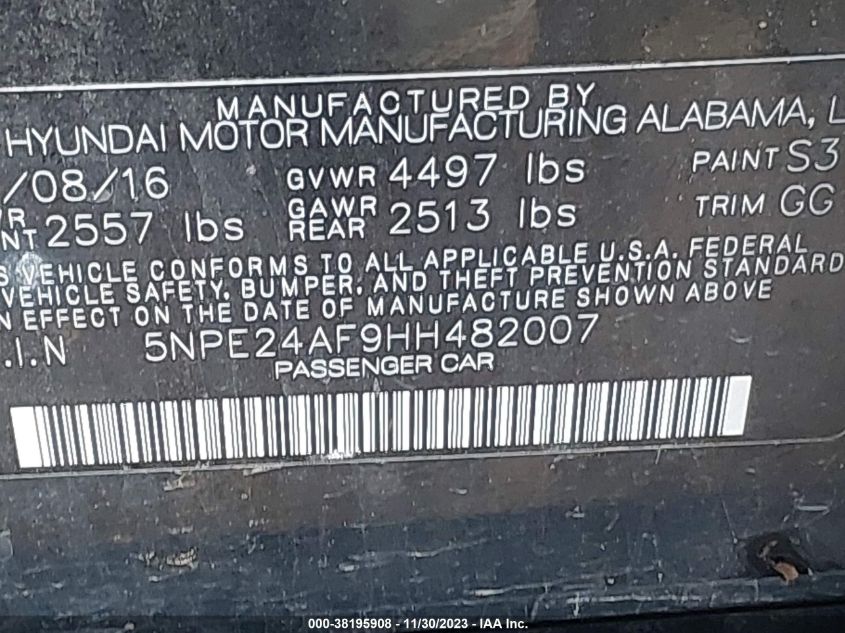 MANUFACTURED BY
HYUNDAI MOTOR MANUFACTURING ALABAMA, L
/08/16 GVWR 4497 lbs PAINT S3
WR NT 2557 lbs GAWR REAR 2513 lbs TRIM GG
S VEHICLE CONFORMS TO ALL APPLICABLE U.S.A. FEDERAL
VEHICLE SAFETY, BUMPER, AND THEFT PREVENTION STANDARD
N EFFECT ON THE DATE OF MANUFACTURE SHOWN ABOVE
.I.N 5NPE24AF9HH482007
PASSENGER CAR
000-38195908 - 11/30/2023 - IAA, Inc.